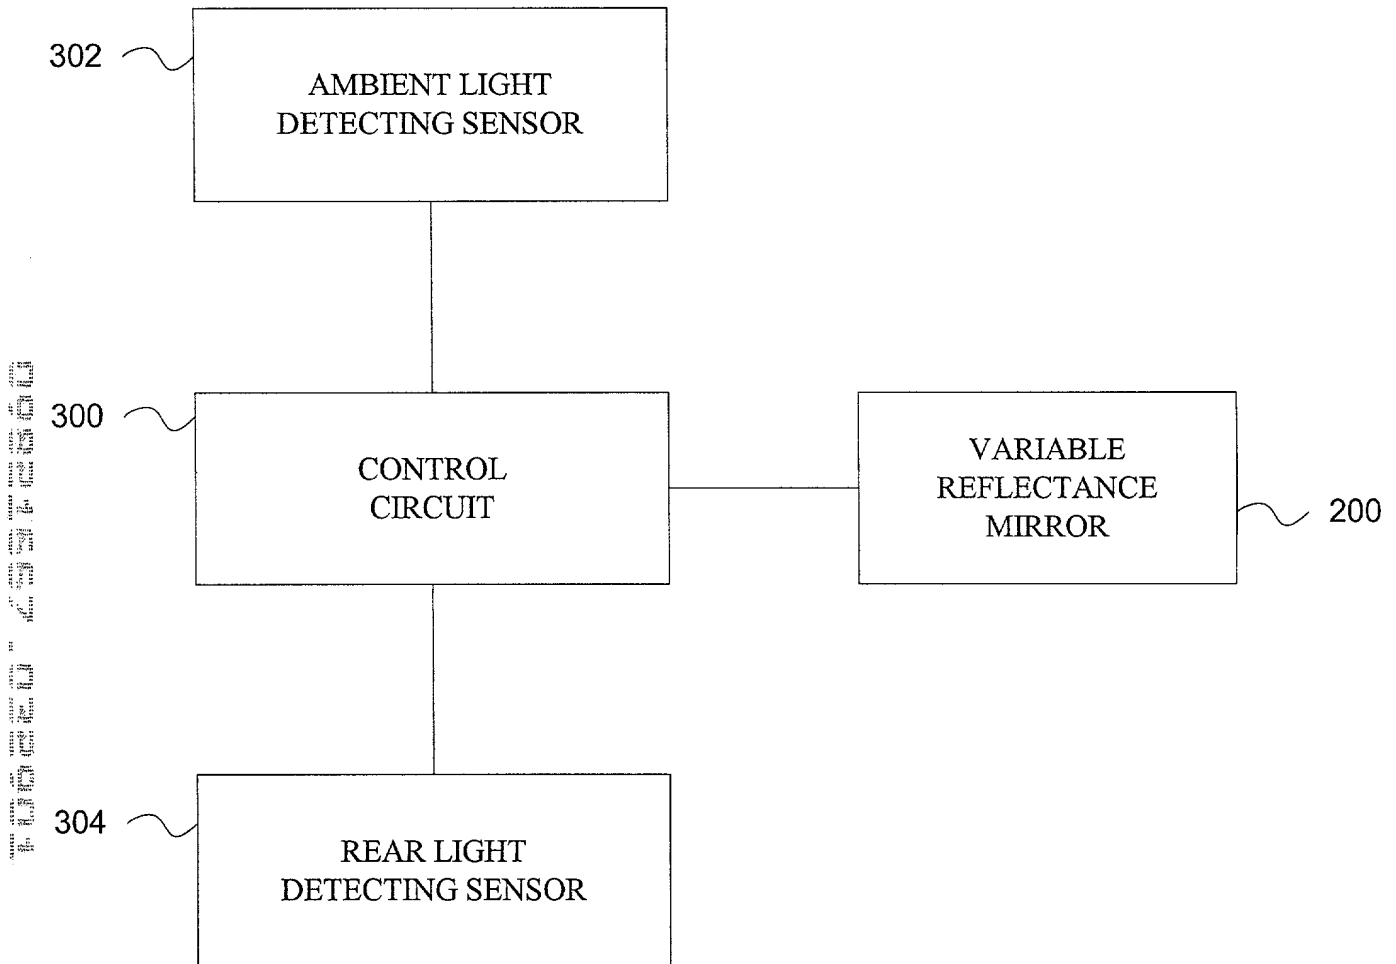 302
AMBIENT LIGHT
DETECTING SENSOR
300
CONTROL
CIRCUIT
VARIABLE
REFLECTANCE
MIRROR
200
304
REAR LIGHT
DETECTING SENSOR